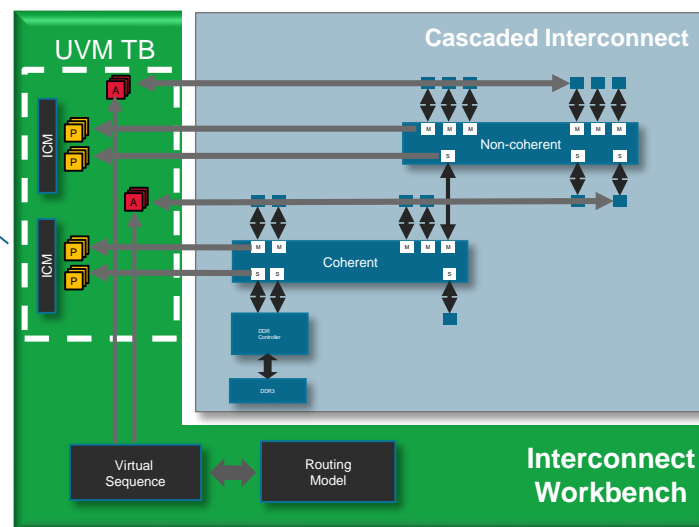 UVM TB
Cascaded Interconnect
A
ICM
P
P
M M M
M M M
Non-coherent
S
S S
A
ICM
P
P
M M
M M M
Coherent
S S
S
DDR
Controller
DDR3
Virtual
Sequence
Routing
Model
Interconnect
Workbench